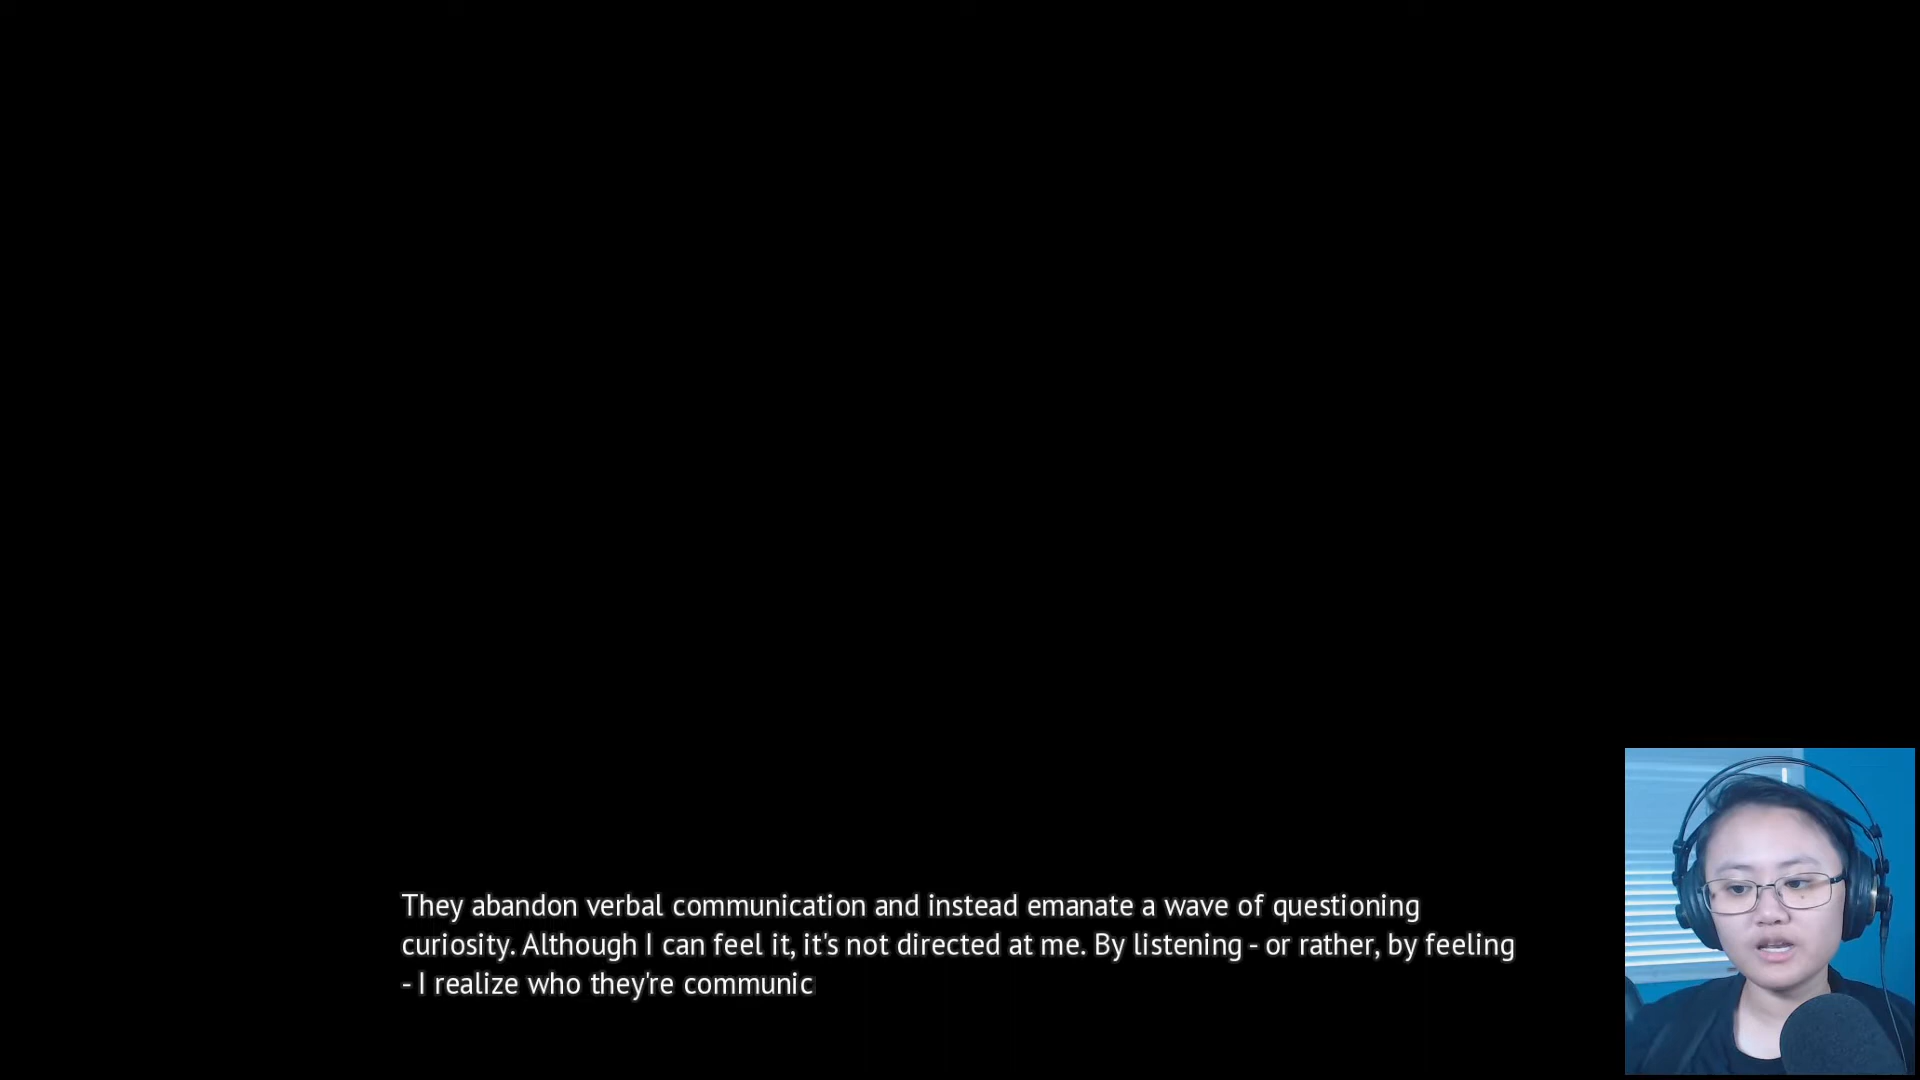 They abandon verbal communication and instead emanate a wave of questioning
curiosity. Although I can feel it, it's not directed at me. By listening - or rather, by feeling
- I realize who they're communic